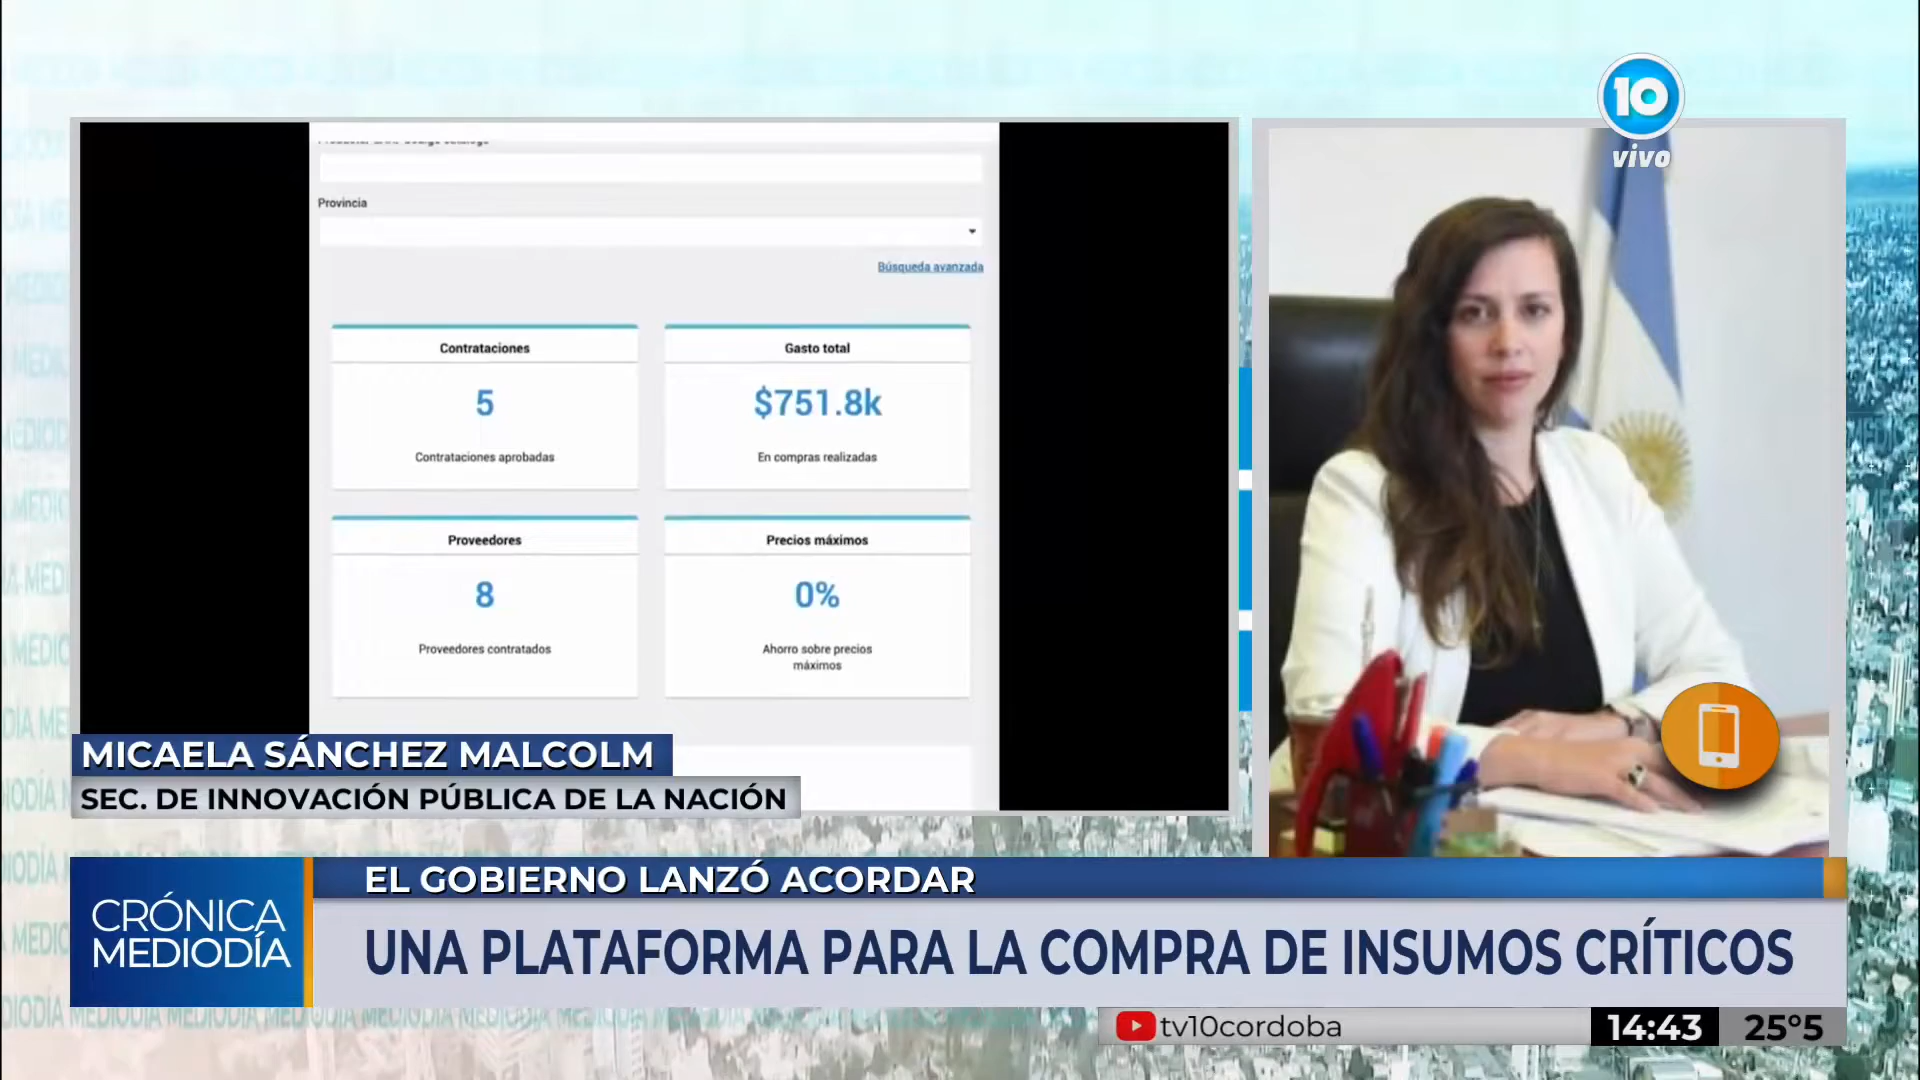 10
vivo
Provincia
Búsqueda avanzada
Contrataciones
5
Contrataciones aprobadas
Gasto total
$751.8k
En compras realizadas
Proveedores
8
Proveedores contratados
Precios máximos
0%
Ahorro sobre precios
máximos
MICAELA SÁNCHEZ MALCOLM
SEC. DE INNOVACIÓN PÚBLICA DE LA NACIÓN
CRÓNICA
MEDIODÍA
EL GOBIERNO LANZÓ ACORDAR
UNA PLATAFORMA PARA LA COMPRA DE INSUMOS CRÍTICOS
tv10cordoba
14:43
25°5